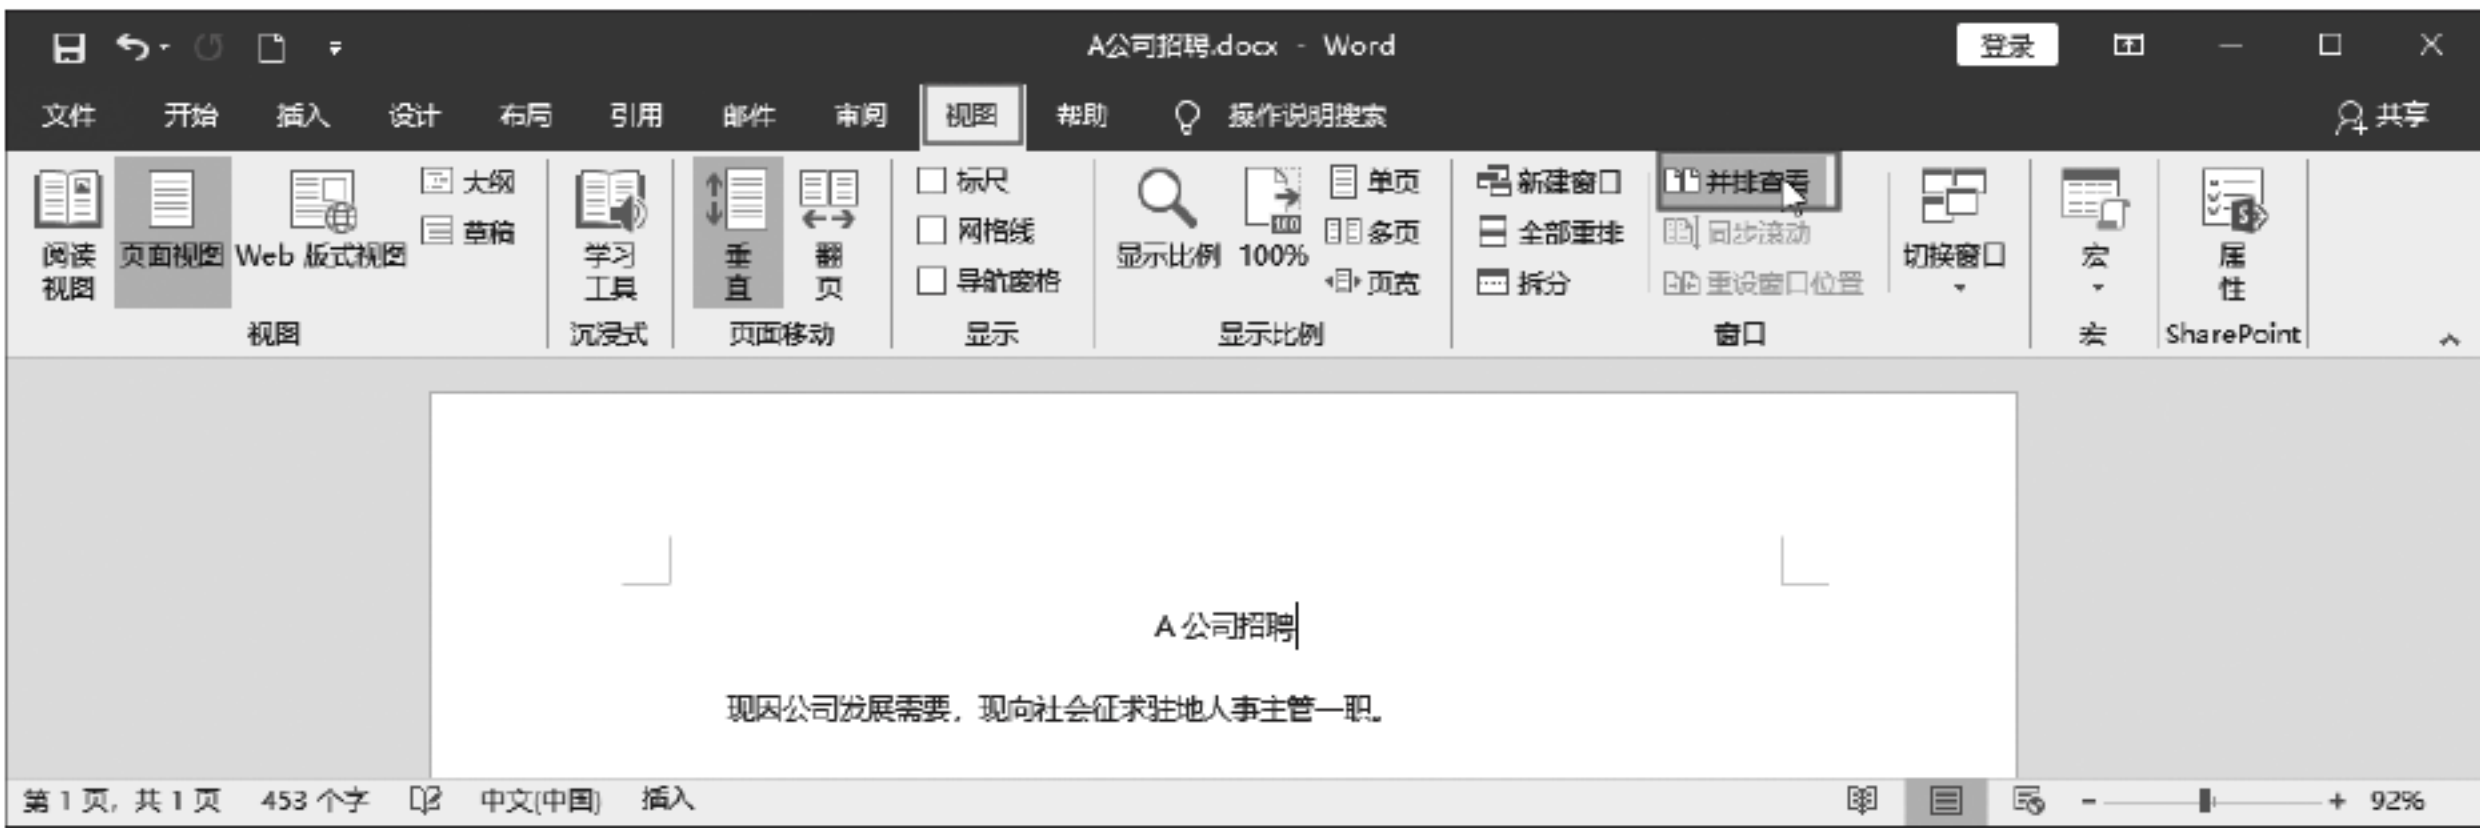 A公司招聘.docx - Word 登录
文件 开始 插入 设计 布局 引用 邮件 审阅 视图 帮助 操作说明搜索 共享
阅读视图 页面视图 Web 版式视图 大纲 草稿
视图
学习工具
沉浸式
垂直 翻页
页面移动
标尺
网格线
导航窗格
显示
显示比例 100% 单页 多页 页宽
显示比例
新建窗口 全部重排 拆分 并排查看 同步滚动 重设窗口位置 切换窗口
窗口
宏
宏
属性
SharePoint
A 公司招聘
现因公司发展需要，现向社会征求驻地人事主管一职。
第 1 页，共 1 页 453 个字 中文(中国) 插入 92%